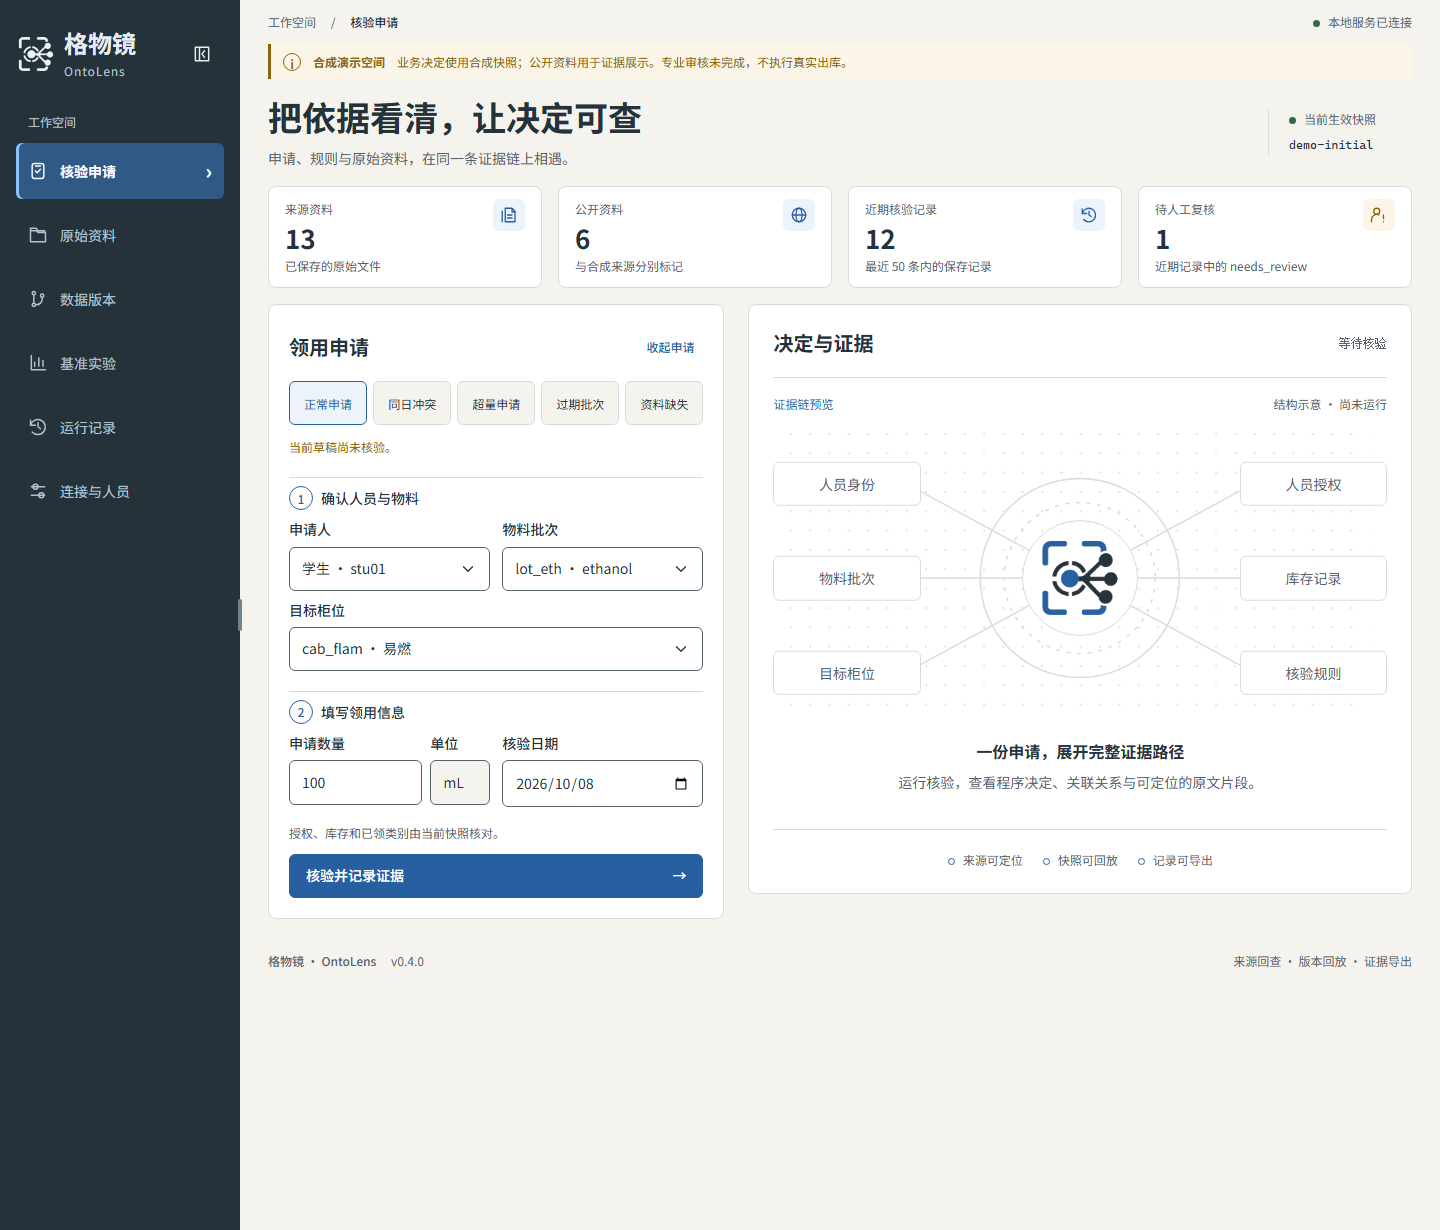 格物镜
OntoLens
工作空间
核验申请
原始资料
数据版本
基准实验
运行记录
连接与人员
工作空间 / 核验申请
本地服务已连接
合成演示空间 业务决定使用合成快照；公开资料用于证据展示。专业审核未完成，不执行真实出库。
把依据看清，让决定可查
申请、规则与原始资料，在同一条证据链上相遇。
当前生效快照
demo-initial
来源资料
13
已保存的原始文件
公开资料
6
与合成来源分别标记
近期核验记录
12
最近 50 条内的保存记录
待人工复核
1
近期记录中的 needs_review
领用申请
收起申请
正常申请 同日冲突 超量申请 过期批次 资料缺失
当前草稿尚未核验。
1 确认人员与物料
申请人 物料批次
学生 · stu01 lot_eth · ethanol
目标柜位
cab_flam · 易燃
2 填写领用信息
申请数量 单位 核验日期
100 mL 2026/10/08
授权、库存和已领类别由当前快照核对。
核验并记录证据 →
决定与证据
等待核验
证据链预览
结构示意 · 尚未运行
人员身份 人员授权
物料批次 库存记录
目标柜位 核验规则
一份申请，展开完整证据路径
运行核验，查看程序决定、关联关系与可定位的原文片段。
来源可定位 快照可回放 记录可导出
格物镜 · OntoLens v0.4.0
来源回查 · 版本回放 · 证据导出